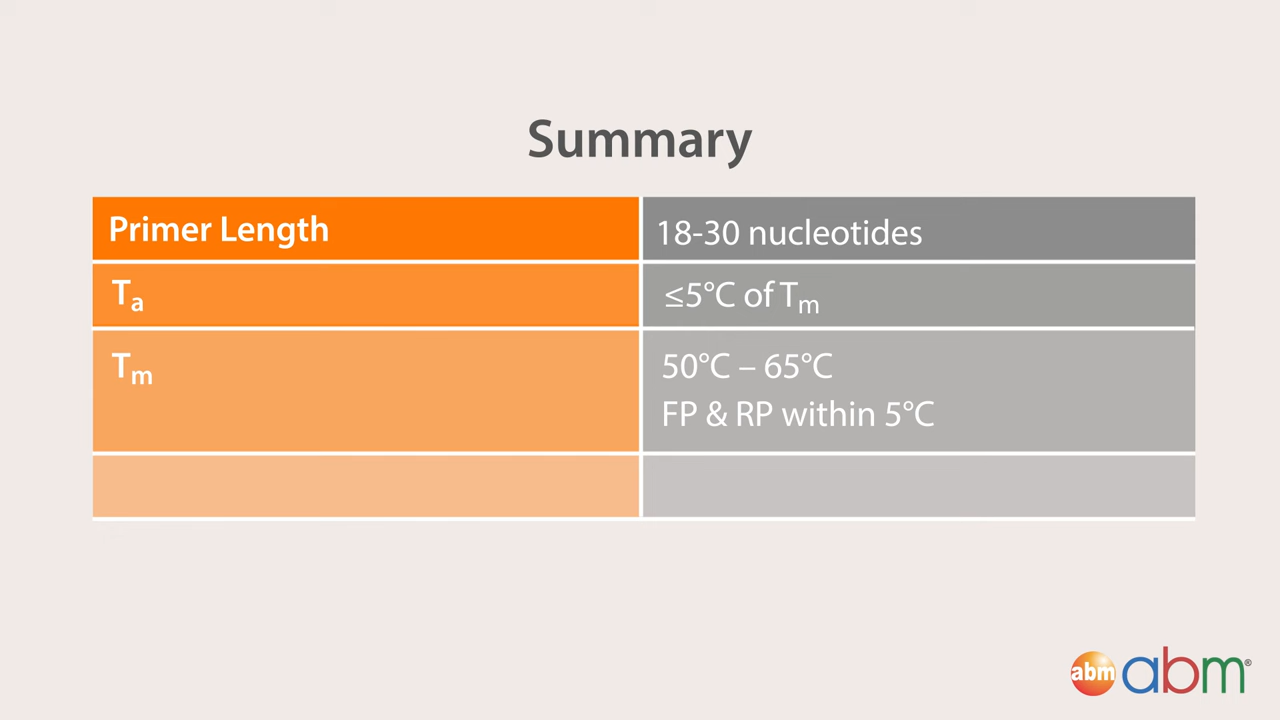 Summary
Primer Length
18-30 nucleotides
Ta
≤5°C of Tm
Tm
50°C – 65°C
FP & RP within 5°C
abm abm®